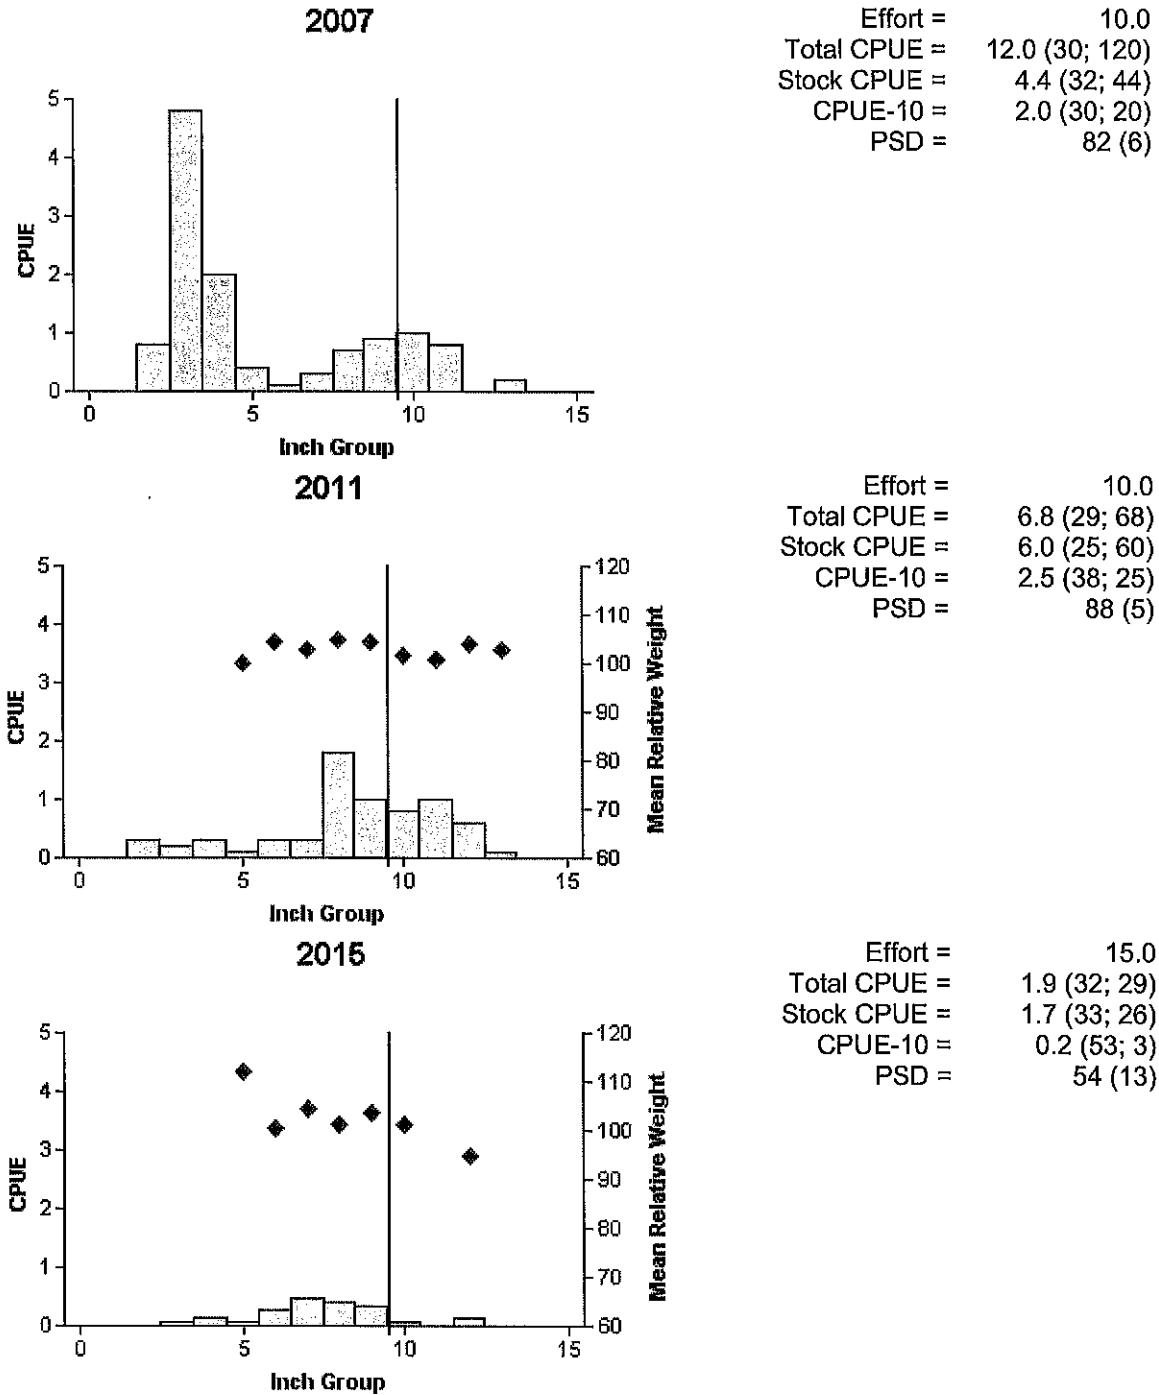 2007
Effort = 10.0
Total CPUE = 12.0 (30; 120)
Stock CPUE = 4.4 (32; 44)
CPUE-10 = 2.0 (30; 20)
PSD = 82 (6)
5
4
3
2
1
0
CPUE
0 5 10 15
Inch Group
2011
Effort = 10.0
Total CPUE = 6.8 (29; 68)
Stock CPUE = 6.0 (25; 60)
CPUE-10 = 2.5 (38; 25)
PSD = 88 (5)
5
4
3
2
1
0
CPUE
120
110
100
90
80
70
60
Mean Relative Weight
0 5 10 15
Inch Group
2015
Effort = 15.0
Total CPUE = 1.9 (32; 29)
Stock CPUE = 1.7 (33; 26)
CPUE-10 = 0.2 (53; 3)
PSD = 54 (13)
5
4
3
2
1
0
CPUE
120
110
100
90
80
70
60
Mean Relative Weight
0 5 10 15
Inch Group